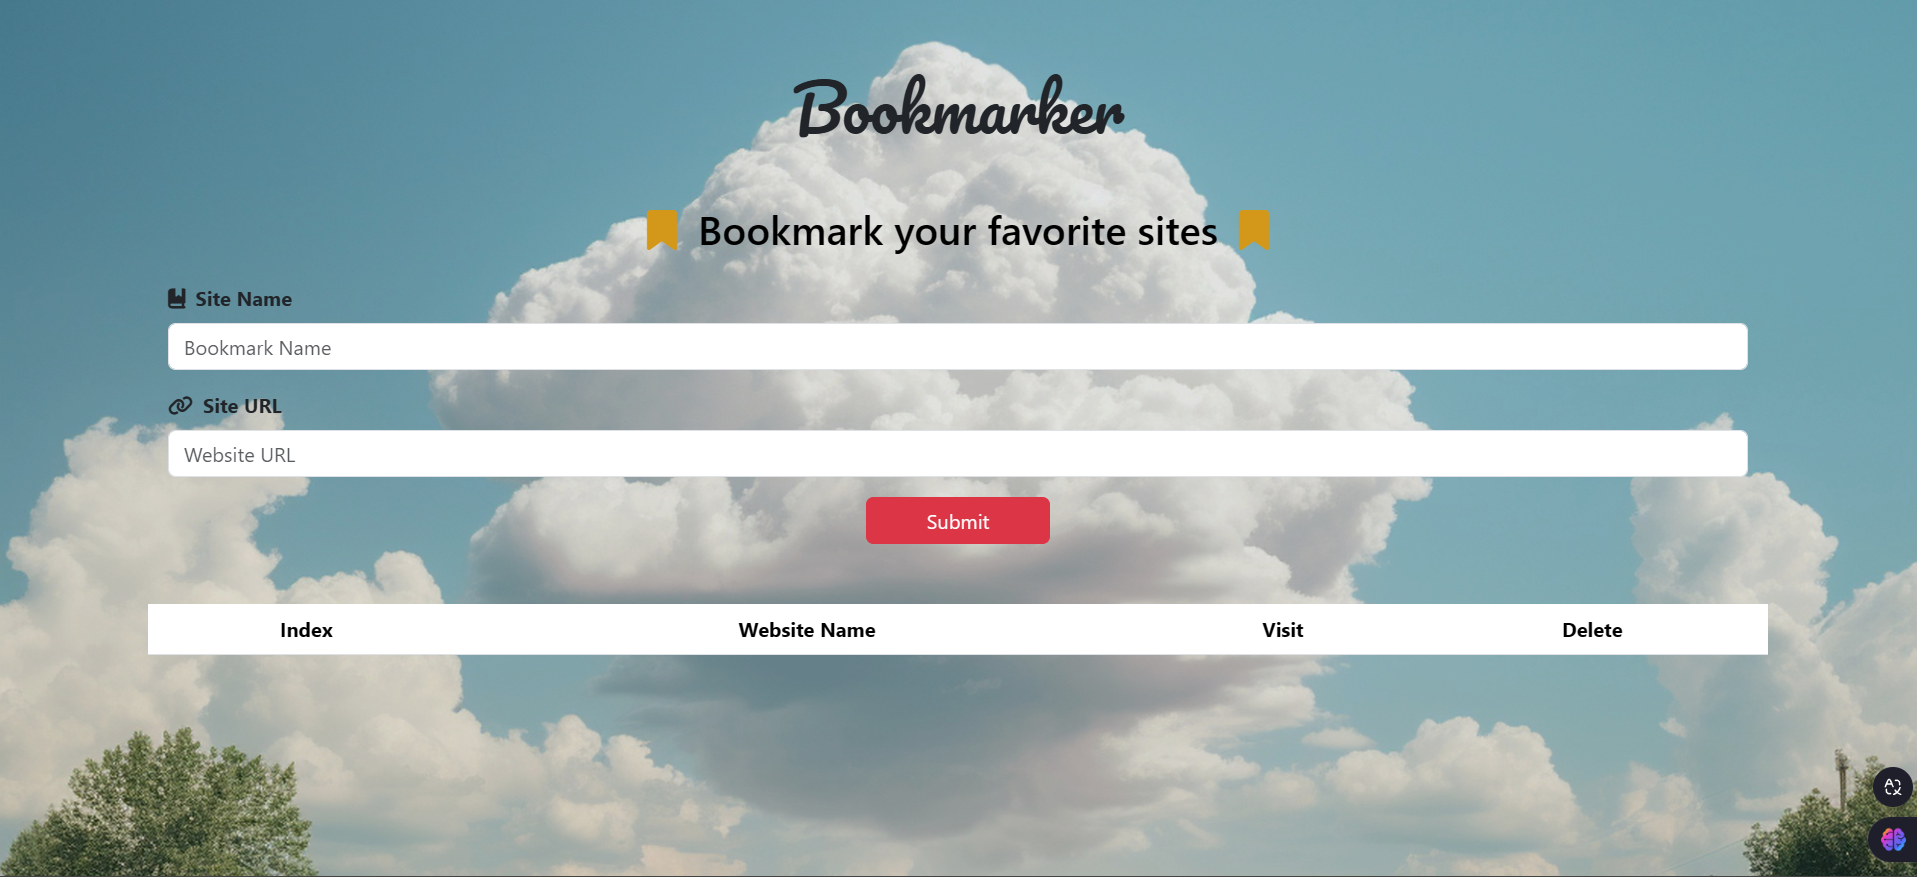 Bookmarker
Bookmark your favorite sites
Site Name
Bookmark Name
Site URL
Website URL
Submit
Index Website Name Visit Delete